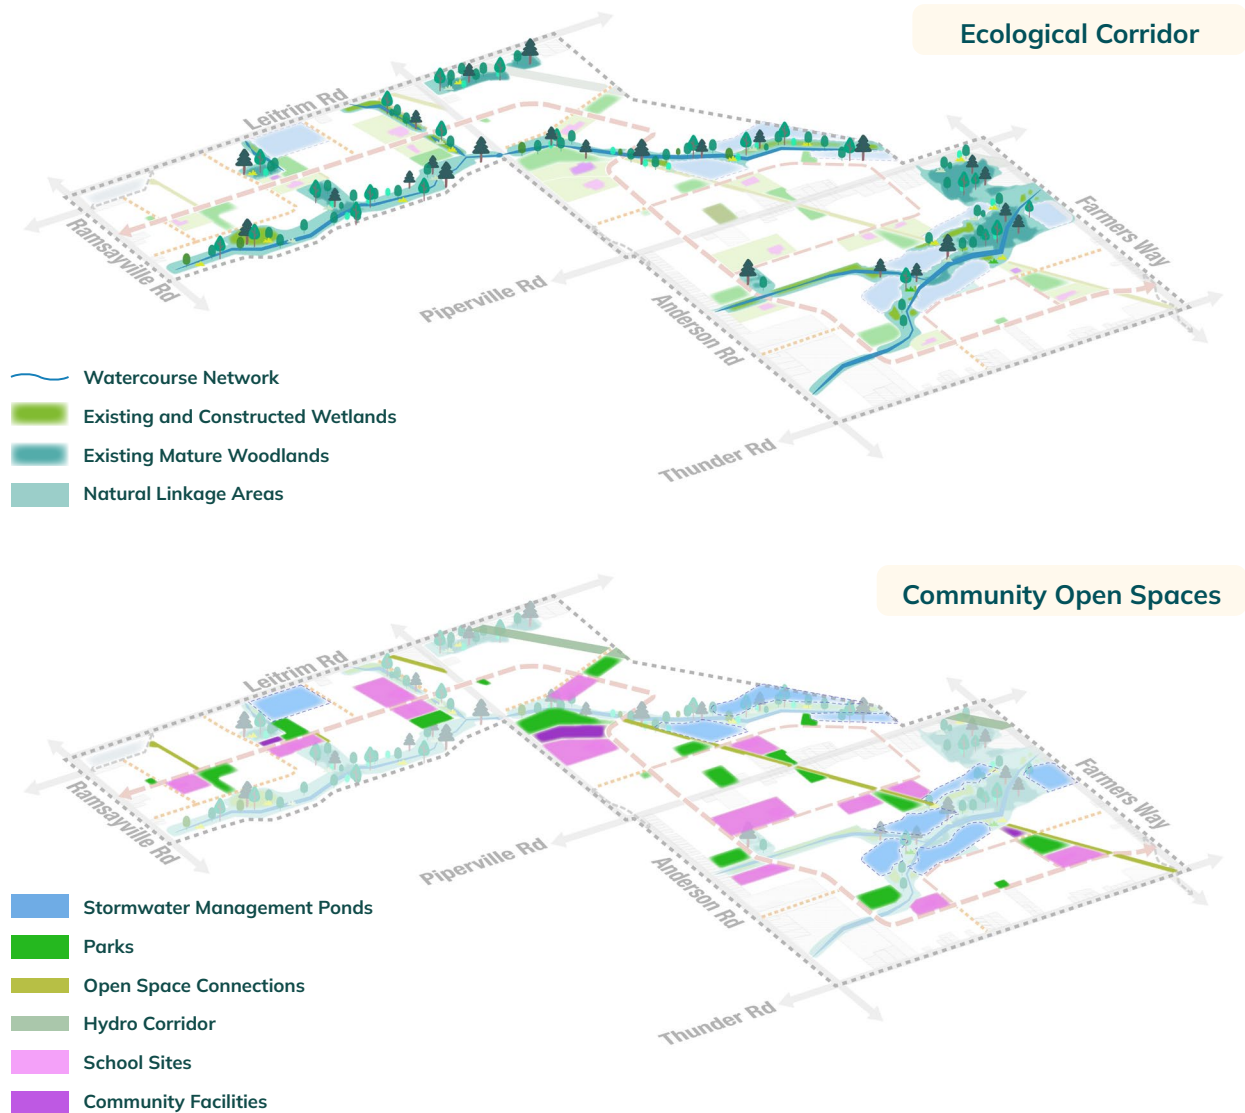 Ecological Corridor
Leitrim Rd
Ramsayville Rd
Farmers Way
Piperville Rd
Anderson Rd
Thunder Rd
Watercourse Network
Existing and Constructed Wetlands
Existing Mature Woodlands
Natural Linkage Areas
Community Open Spaces
Leitrim Rd
Ramsayville Rd
Farmers Way
Piperville Rd
Anderson Rd
Thunder Rd
Stormwater Management Ponds
Parks
Open Space Connections
Hydro Corridor
School Sites
Community Facilities